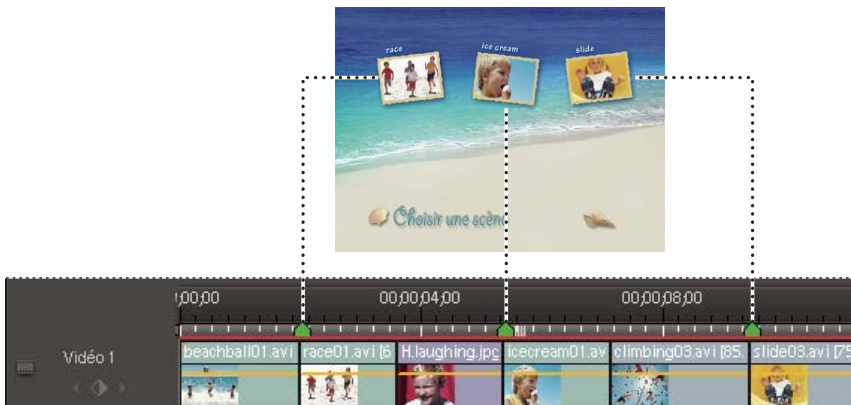 race
ice cream
slide
Choisir une scèn
;00;00
00;00;04;00
00;00;08;00
Vidéo 1
beachball01.avi
race01.avi [6
H.laughing.jpg
icecream01.av
climbing03.avi [85.
slide03.avi [75